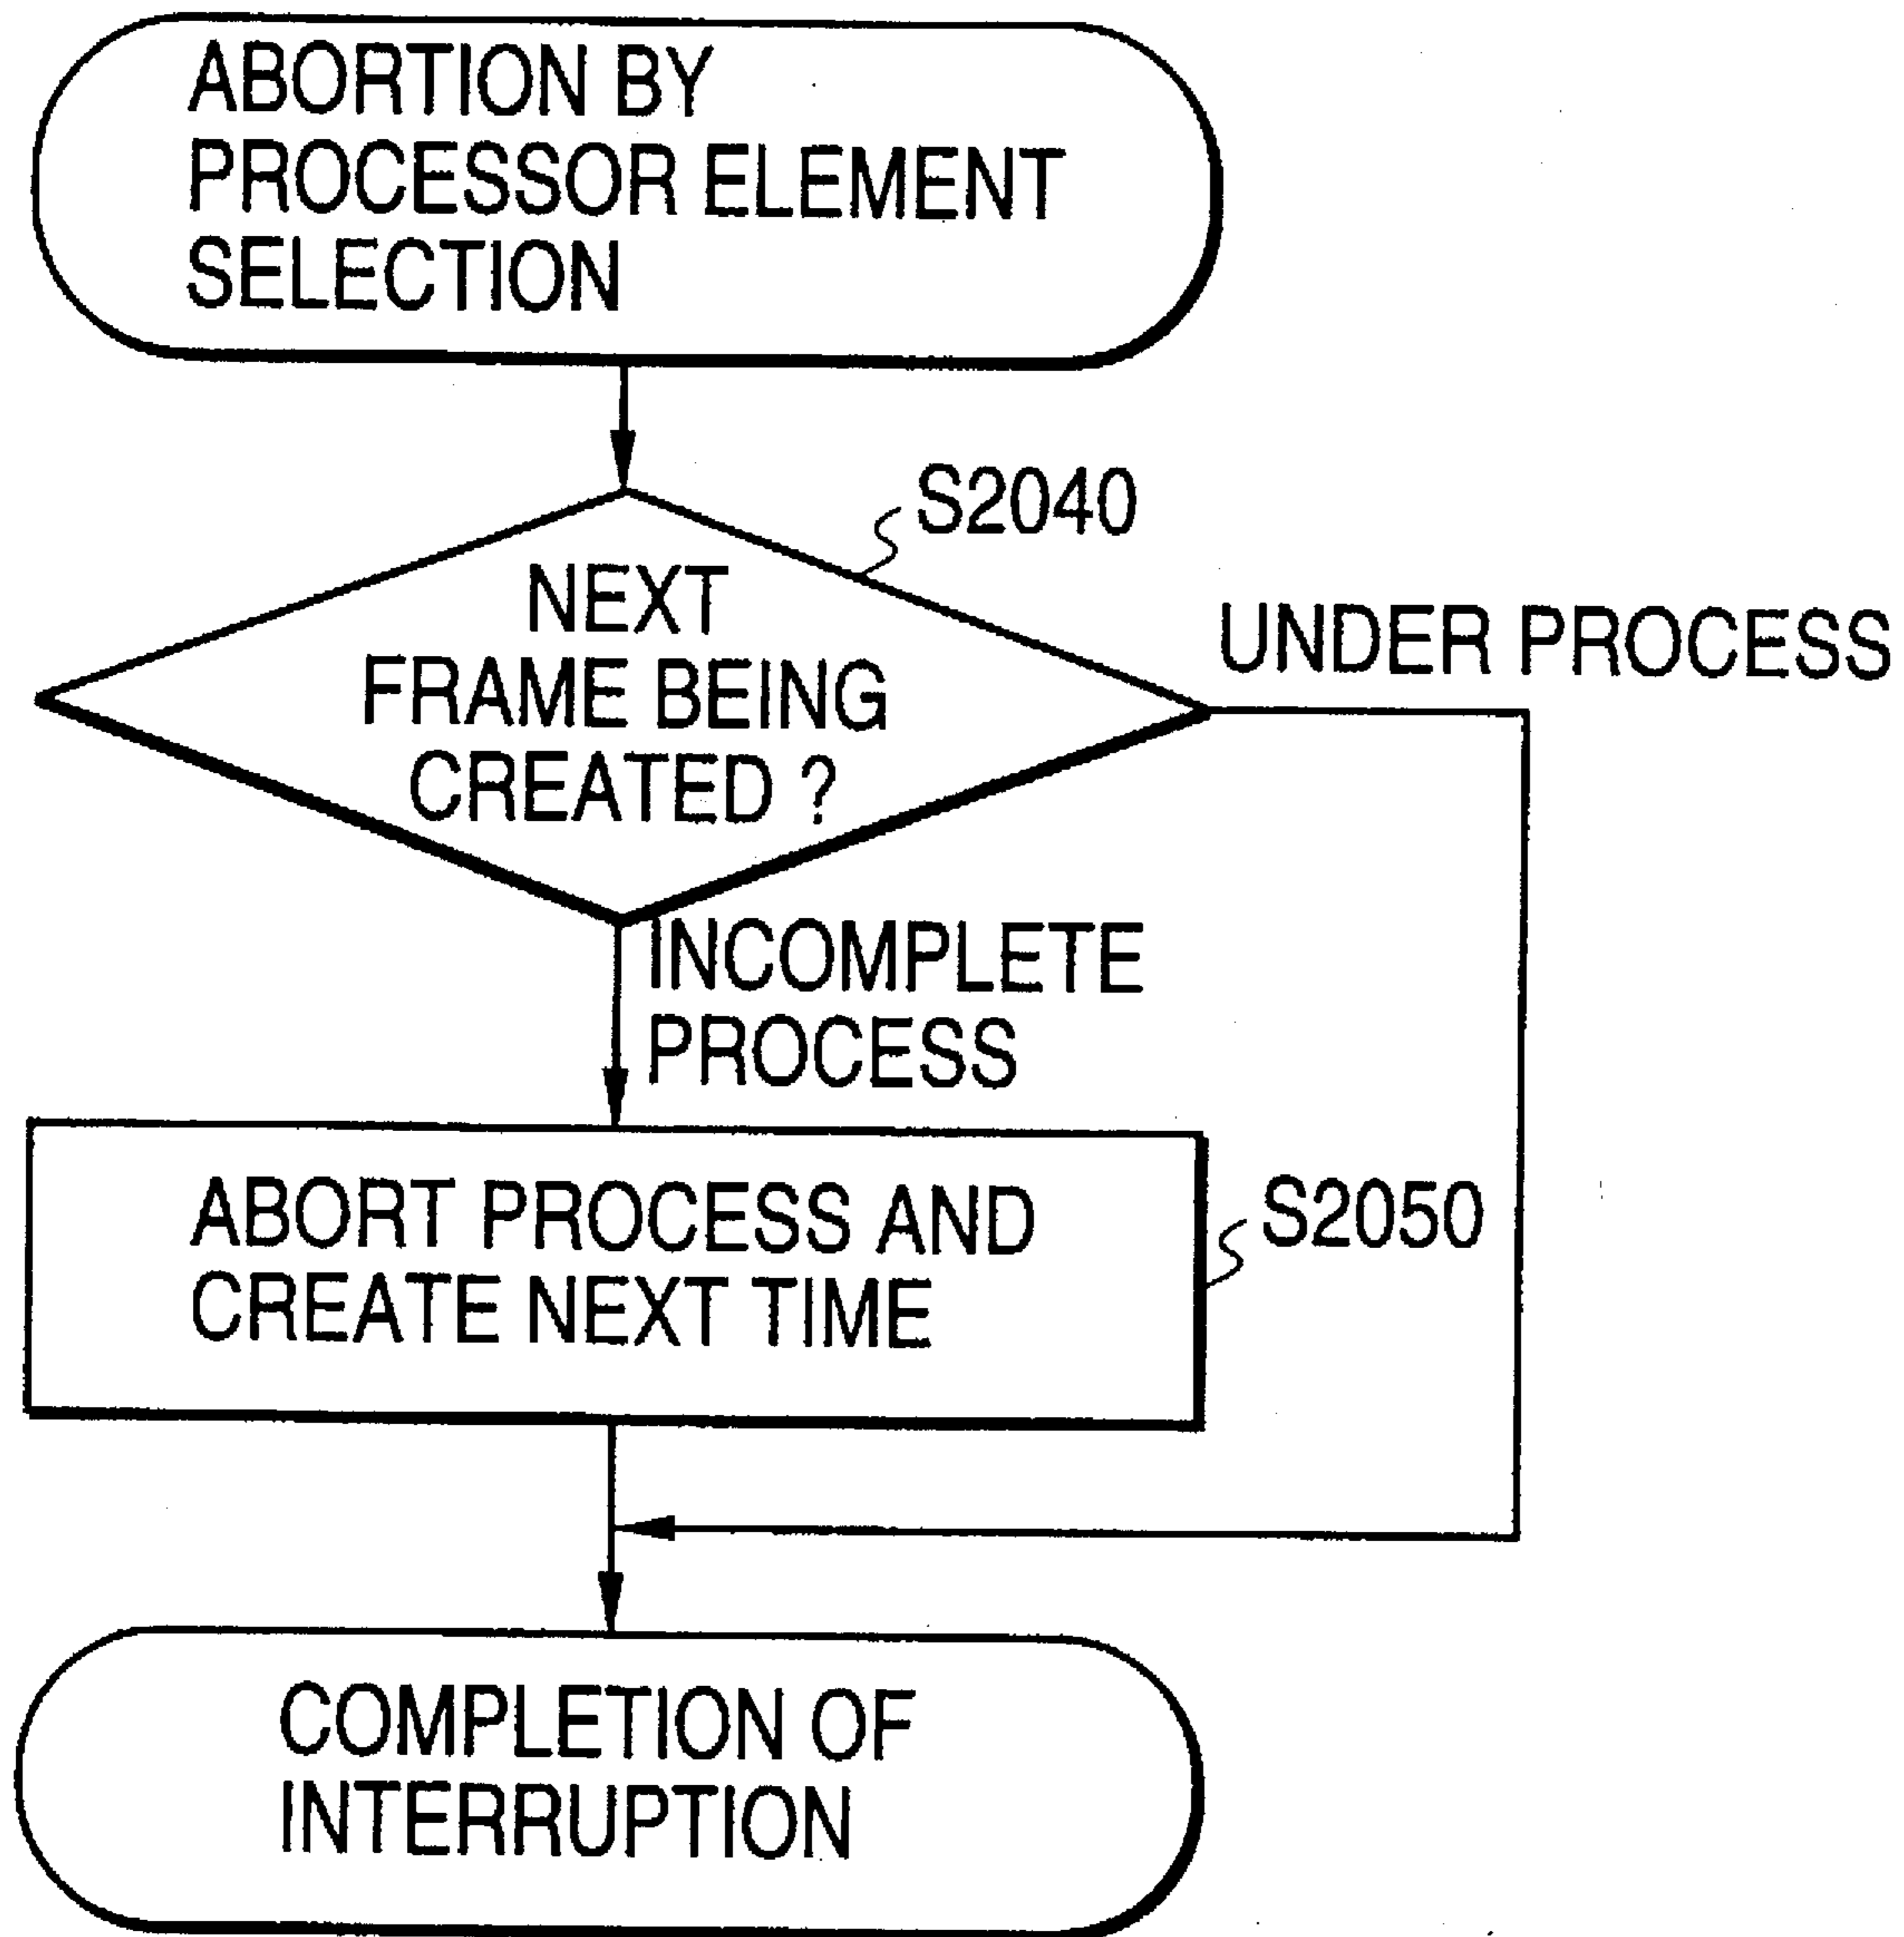 ABORTION BY
PROCESSOR ELEMENT
SELECTION
S2040
NEXT
FRAME BEING
CREATED ?
UNDER PROCESS
INCOMPLETE
PROCESS
ABORT PROCESS AND
CREATE NEXT TIME
S2050
COMPLETION OF
INTERRUPTION